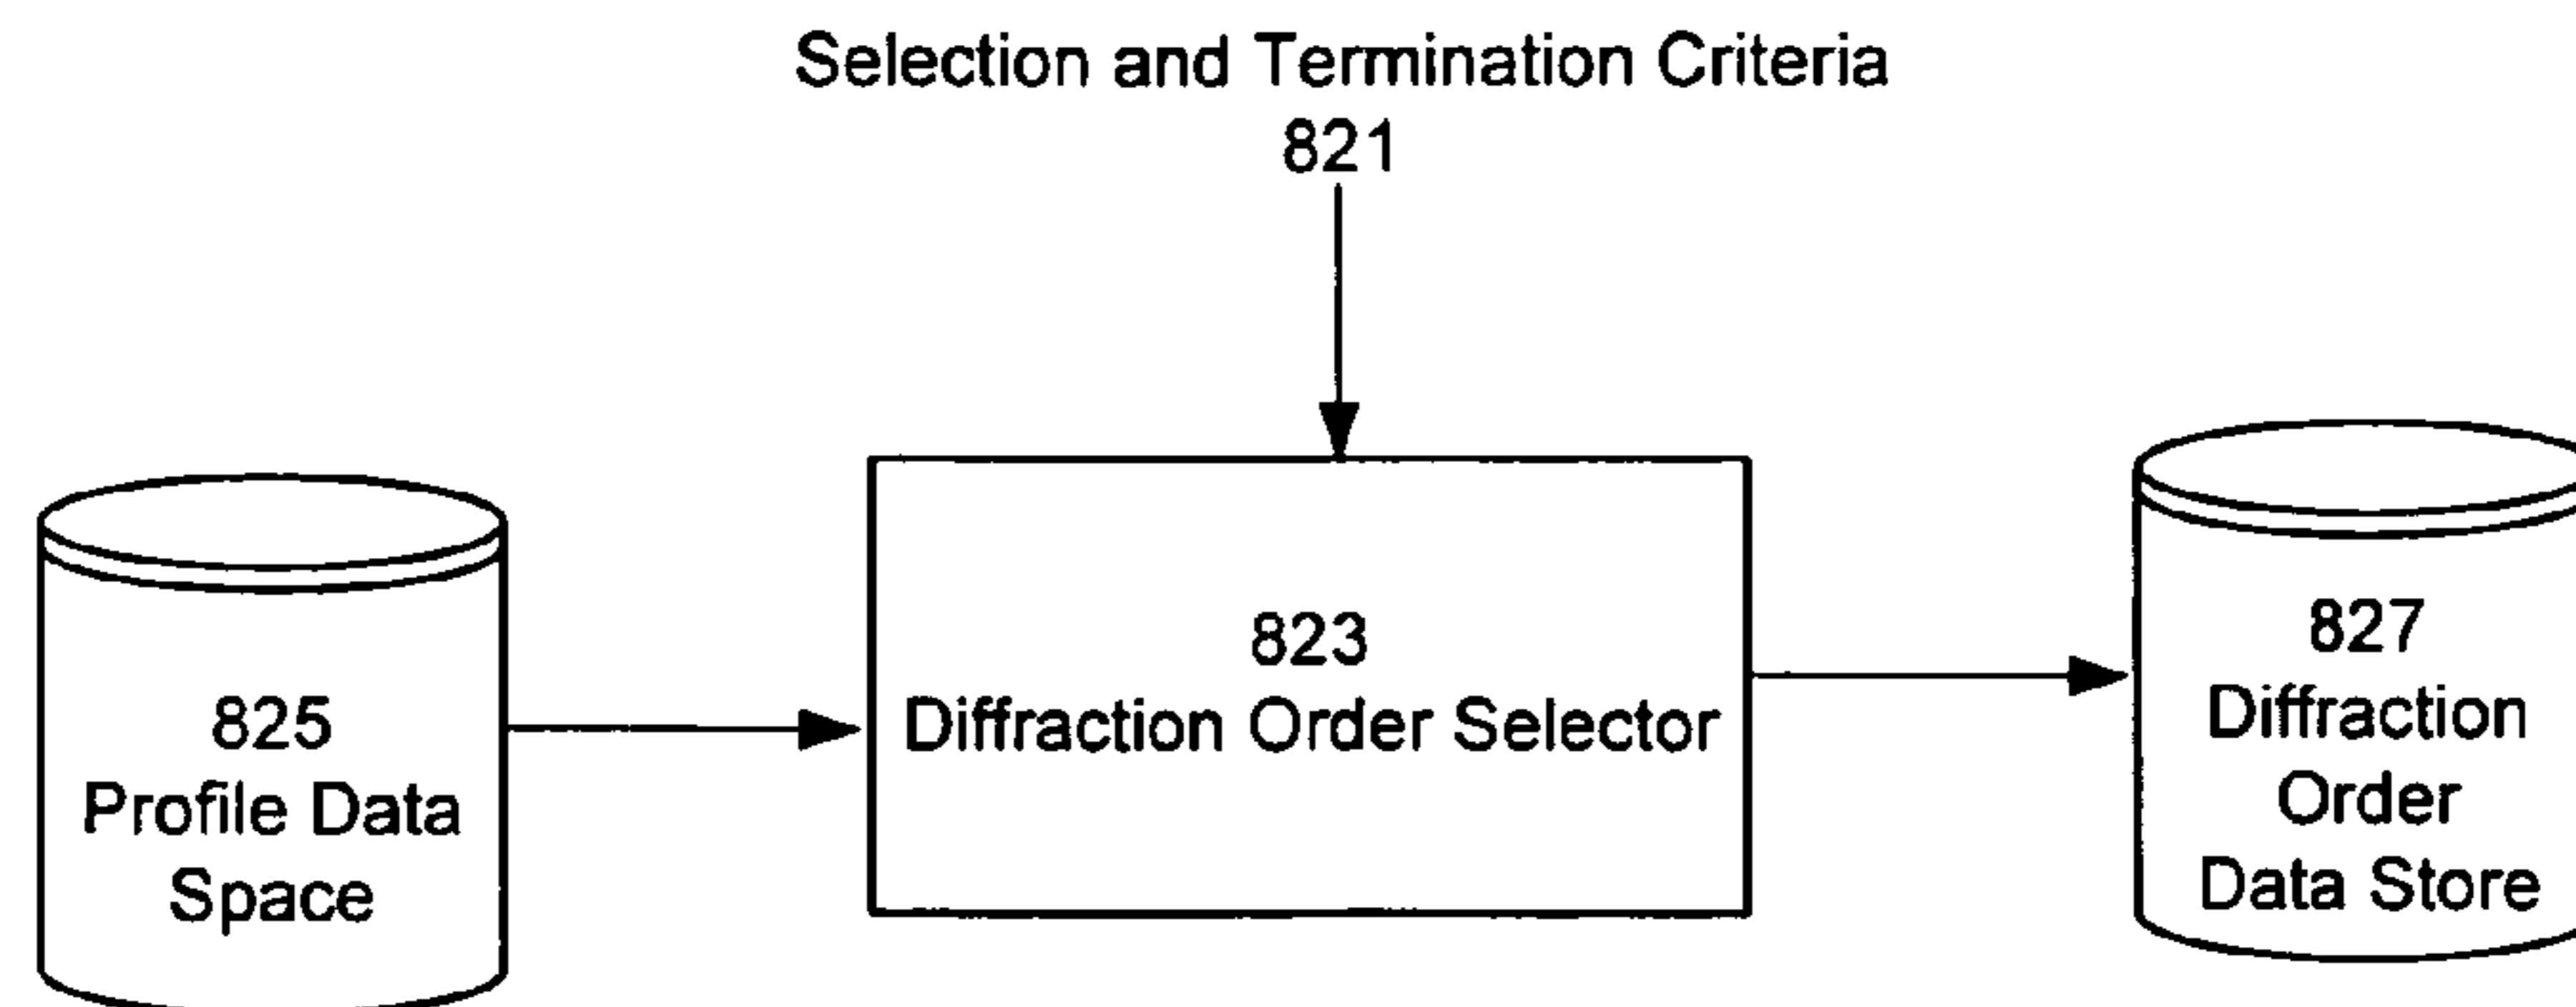 Selection and Termination Criteria
821
825
Profile Data
Space
823
Diffraction Order Selector
827
Diffraction
Order
Data Store